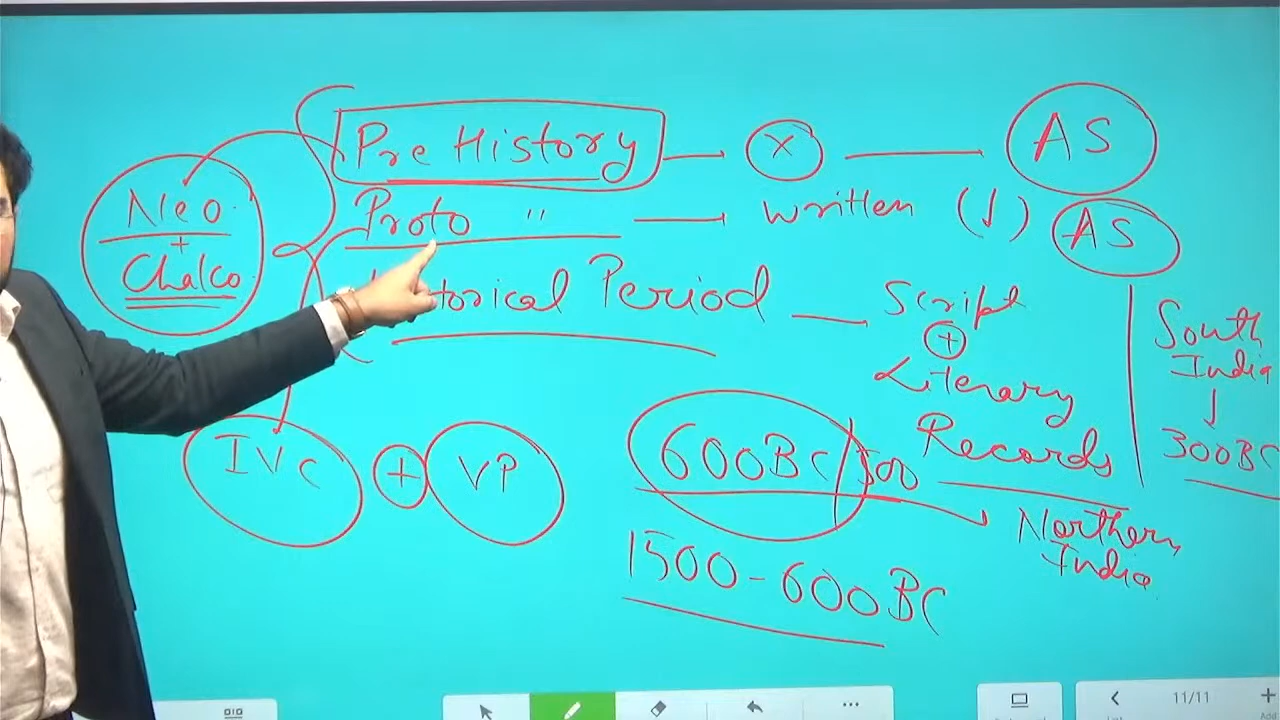 Pre History — x — AS
Proto " — written (↓) AS
torical Period — Script
+
Literary
Records
Neo
+
Chalco
IVC + VP
600BC/500
Northern
India
1500-600BC
South
India
↓
300BC
11/11